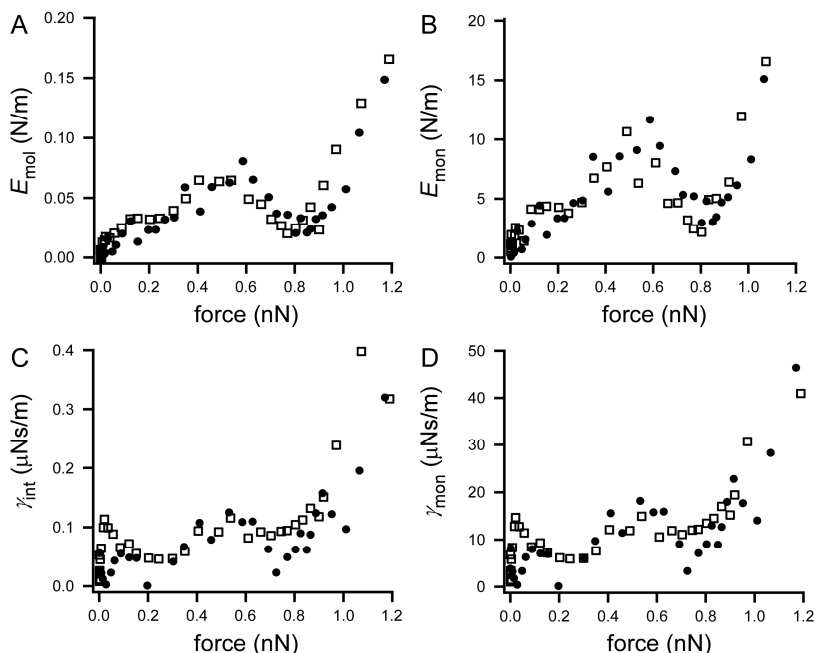 A
0.20
0.15
0.10
0.05
0.00
E mol (N/m)
0.0 0.2 0.4 0.6 0.8 1.0 1.2
force (nN)
B
20
15
10
5
0
E mon (N/m)
0.0 0.2 0.4 0.6 0.8 1.0 1.2
force (nN)
C
0.4
0.3
0.2
0.1
0.0
γint (μNs/m)
0.0 0.2 0.4 0.6 0.8 1.0 1.2
force (nN)
D
50
40
30
20
10
0
γmon (μNs/m)
0.0 0.2 0.4 0.6 0.8 1.0 1.2
force (nN)